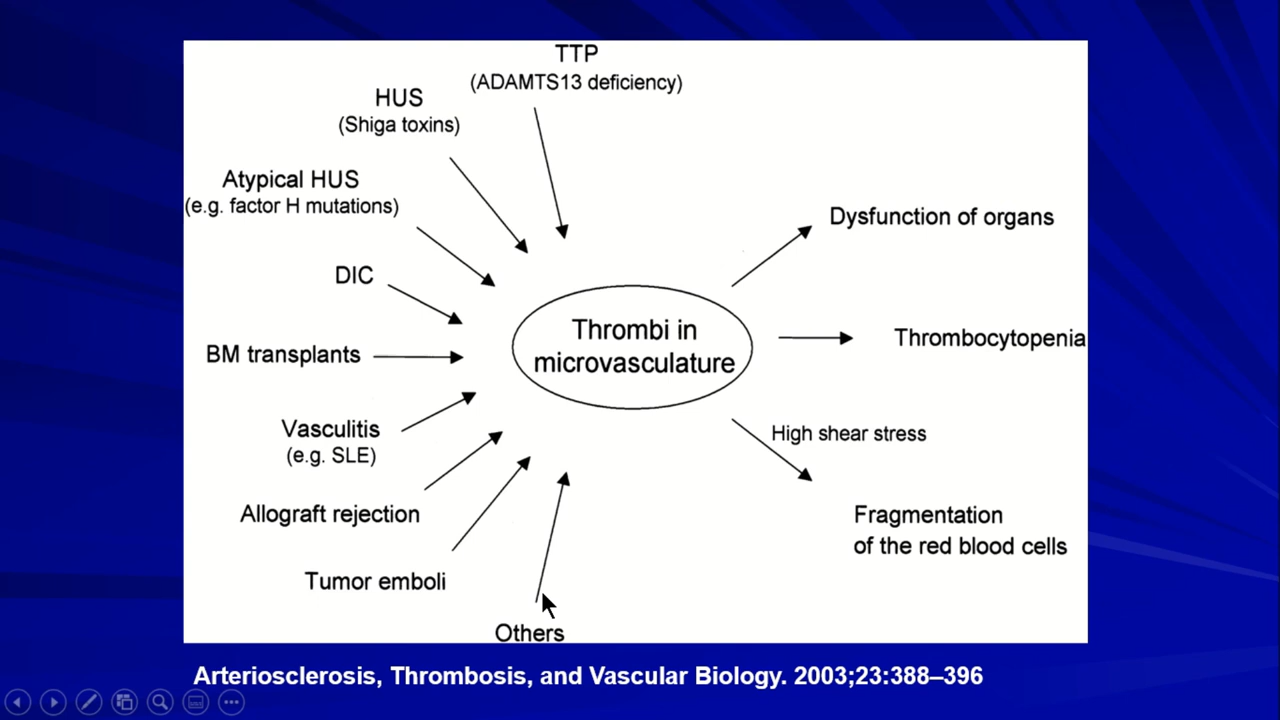 TTP
(ADAMTS13 deficiency)
HUS
(Shiga toxins)
Atypical HUS
(e.g. factor H mutations)
DIC
BM transplants
Vasculitis
(e.g. SLE)
Allograft rejection
Tumor emboli
Others
Thrombi in
microvasculature
Dysfunction of organs
Thrombocytopenia
High shear stress
Fragmentation
of the red blood cells
Arteriosclerosis, Thrombosis, and Vascular Biology. 2003;23:388–396